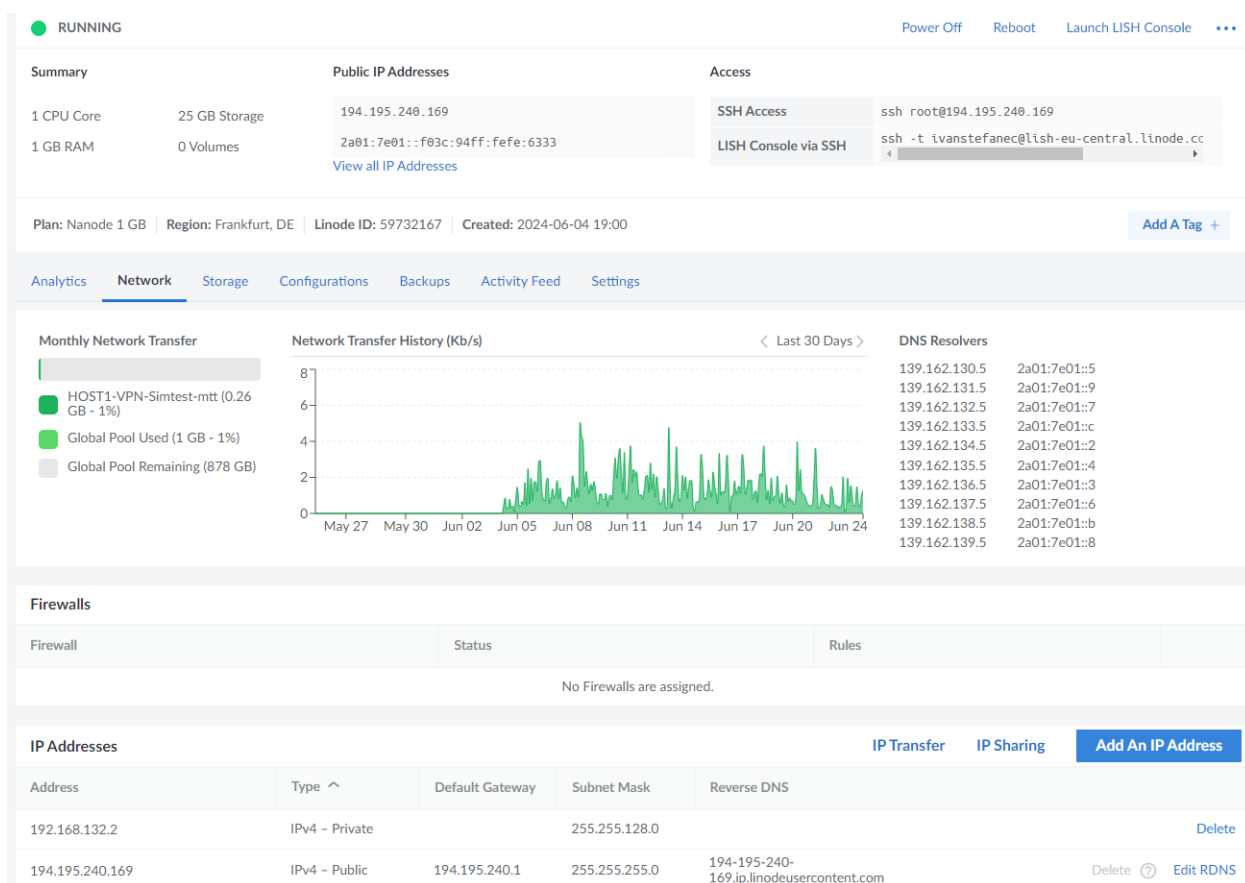 RUNNING
Power Off Reboot Launch LISH Console
Summary
1 CPU Core 25 GB Storage
1 GB RAM 0 Volumes
Public IP Addresses
194.195.240.169
2a01:7e01::f03c:94ff:fefe:6333
View all IP Addresses
Access
SSH Access ssh root@194.195.240.169
LISH Console via SSH ssh -t ivanstefanec@lish-eu-central.linode.cc
Plan: Nanode 1 GB Region: Frankfurt, DE Linode ID: 59732167 Created: 2024-06-04 19:00
Add A Tag +
Analytics Network Storage Configurations Backups Activity Feed Settings
Monthly Network Transfer
HOST1-VPN-Simtest-mtt (0.26
GB - 1%)
Global Pool Used (1 GB - 1%)
Global Pool Remaining (878 GB)
Network Transfer History (Kb/s)
Last 30 Days
8
6
4
2
0
May 27 May 30 Jun 02 Jun 05 Jun 08 Jun 11 Jun 14 Jun 17 Jun 20 Jun 24
DNS Resolvers
139.162.130.5 2a01:7e01::5
139.162.131.5 2a01:7e01::9
139.162.132.5 2a01:7e01::7
139.162.133.5 2a01:7e01::c
139.162.134.5 2a01:7e01::2
139.162.135.5 2a01:7e01::4
139.162.136.5 2a01:7e01::3
139.162.137.5 2a01:7e01::6
139.162.138.5 2a01:7e01::b
139.162.139.5 2a01:7e01::8
Firewalls
Firewall Status Rules
No Firewalls are assigned.
IP Addresses
IP Transfer IP Sharing Add An IP Address
Address Type Default Gateway Subnet Mask Reverse DNS
192.168.132.2 IPv4 – Private 255.255.128.0 Delete
194.195.240.169 IPv4 – Public 194.195.240.1 255.255.255.0 194-195-240-
169.ip.linodeusercontent.com Delete Edit RDNS